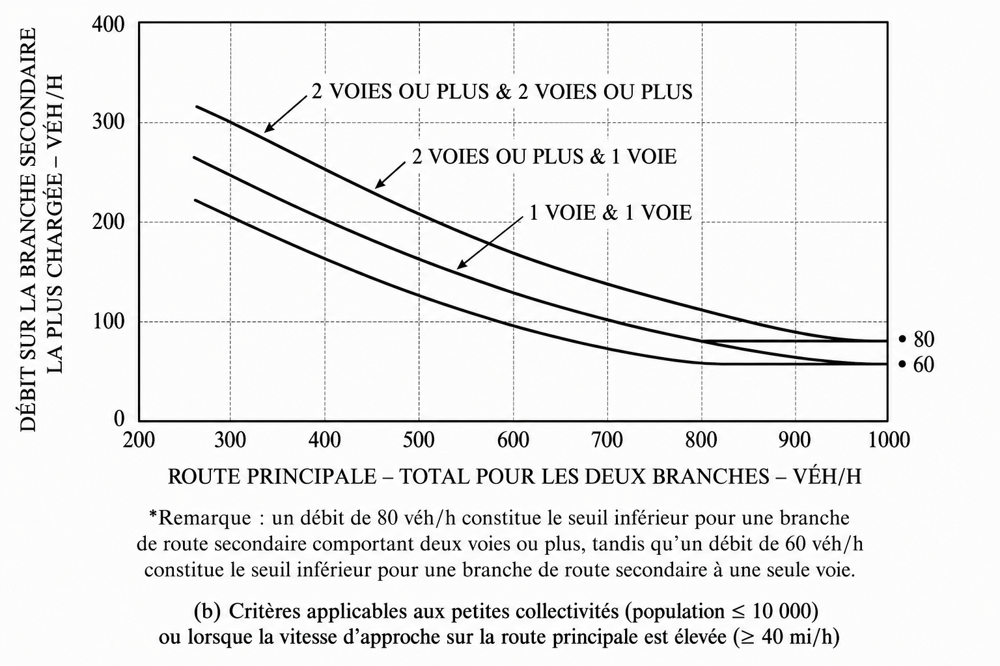 DÉBIT SUR LA BRANCHE SECONDAIRE
LA PLUS CHARGÉE – VÉH/H
400
300
200
100
0
2 VOIES OU PLUS & 2 VOIES OU PLUS
2 VOIES OU PLUS & 1 VOIE
1 VOIE & 1 VOIE
• 80
• 60
200 300 400 500 600 700 800 900 1000
ROUTE PRINCIPALE – TOTAL POUR LES DEUX BRANCHES – VÉH/H
*Remarque : un débit de 80 véh/h constitue le seuil inférieur pour une branche
de route secondaire comportant deux voies ou plus, tandis qu’un débit de 60 véh/h
constitue le seuil inférieur pour une branche de route secondaire à une seule voie.
(b) Critères applicables aux petites collectivités (population ≤ 10 000)
ou lorsque la vitesse d’approche sur la route principale est élevée (≥ 40 mi/h)